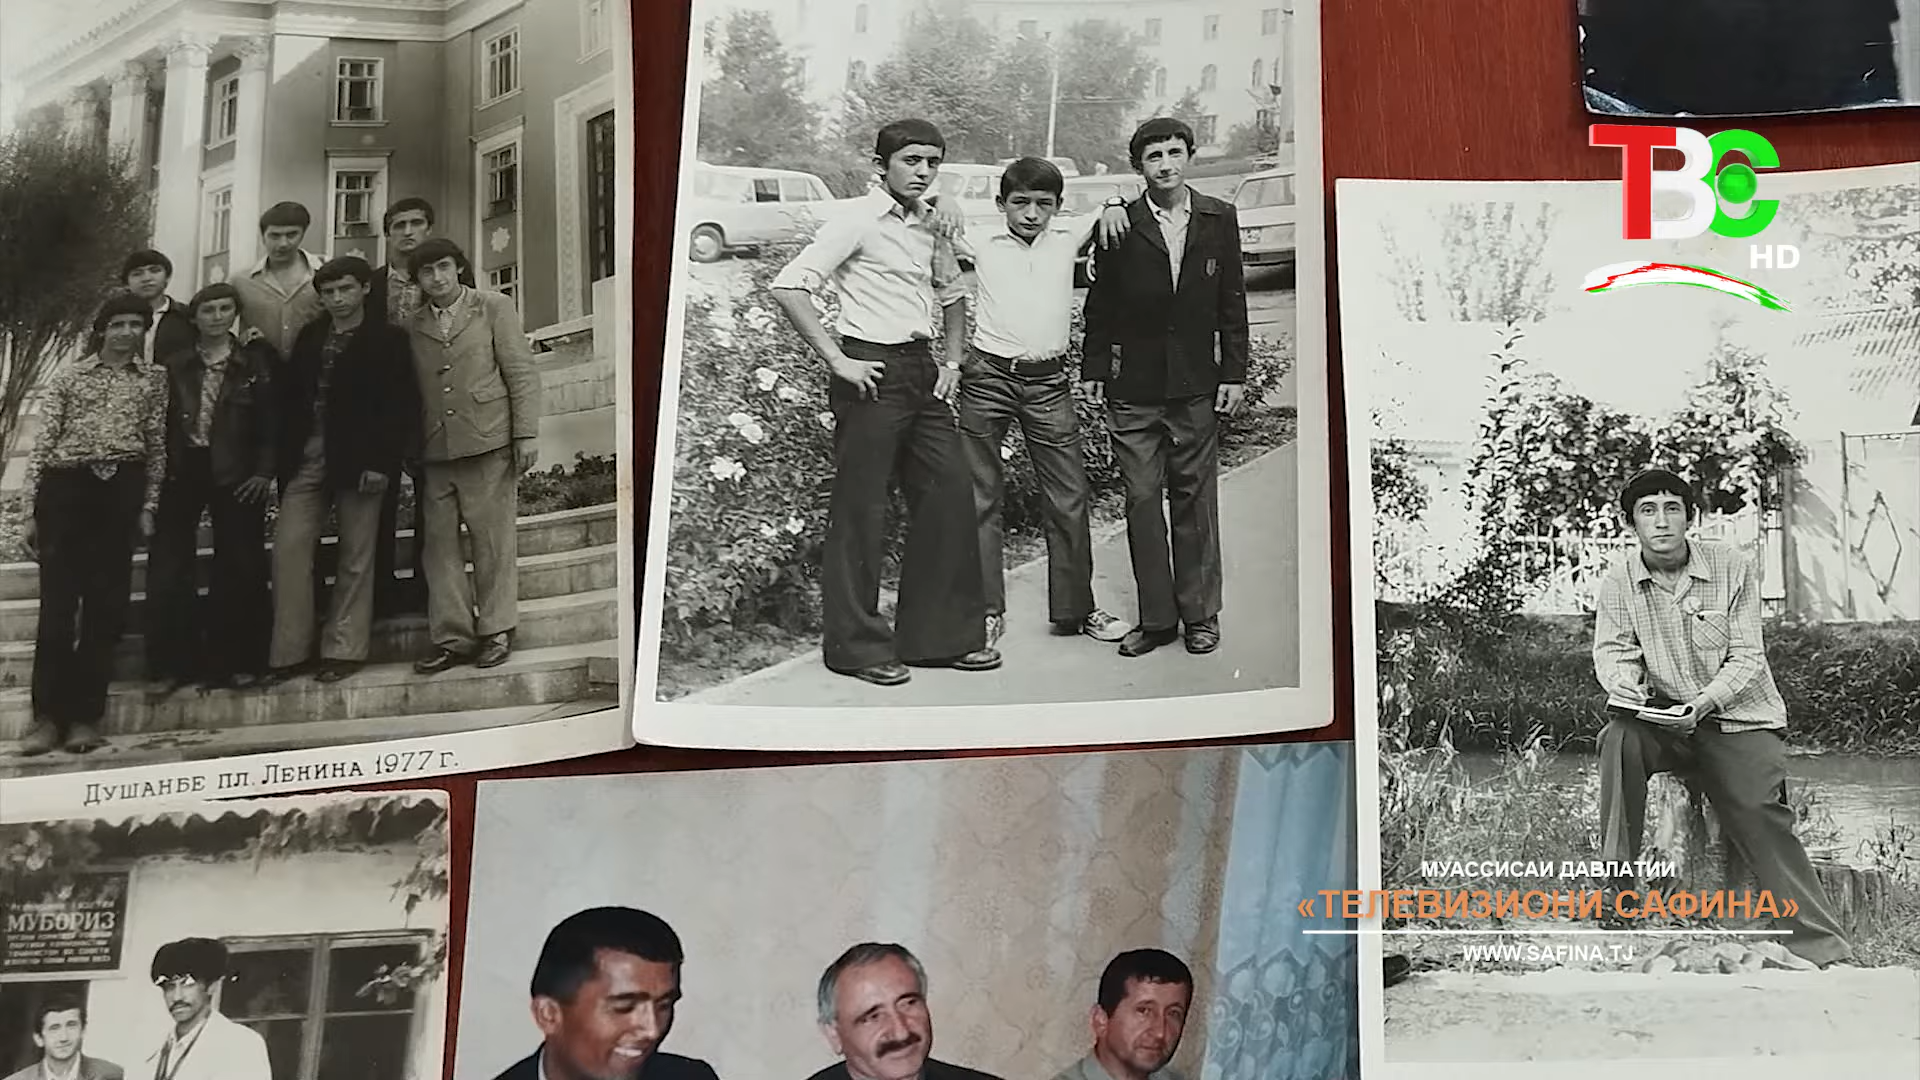 ТВС
HD
ДУШАНБЕ ПЛ. ЛЕНИНА 1977 г.
МУБОРИЗ
МУАССИСАИ ДАВЛАТИИ
«ТЕЛЕВИЗИОНИ САФИНА»
WWW.SAFINA.TJ